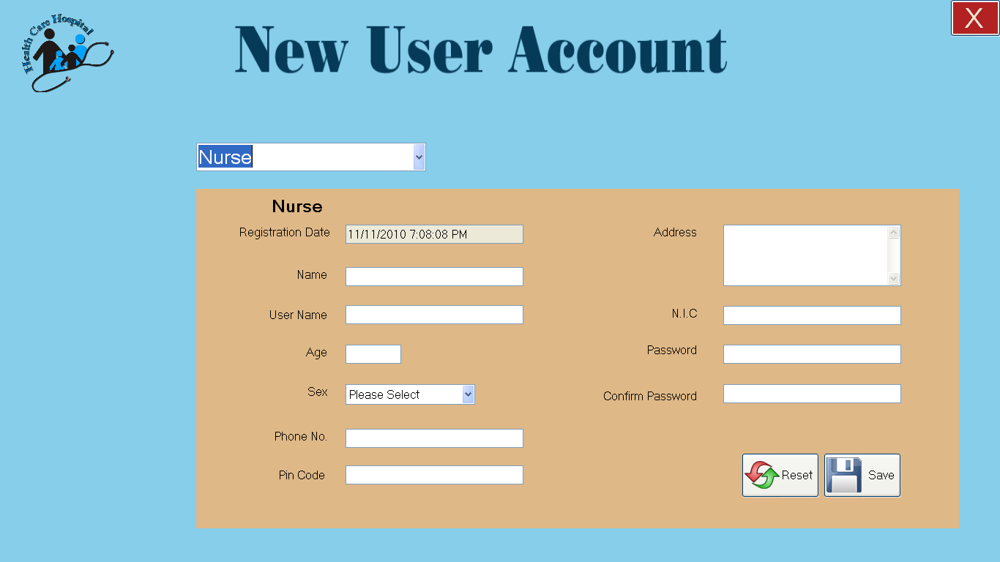 Health Care Hospital
New User Account
X
Nurse
Nurse
Registration Date 11/11/2010 7:08:08 PM
Name
User Name
Age
Sex Please Select
Phone No.
Pin Code
Address
N.I.C
Password
Confirm Password
Reset
Save